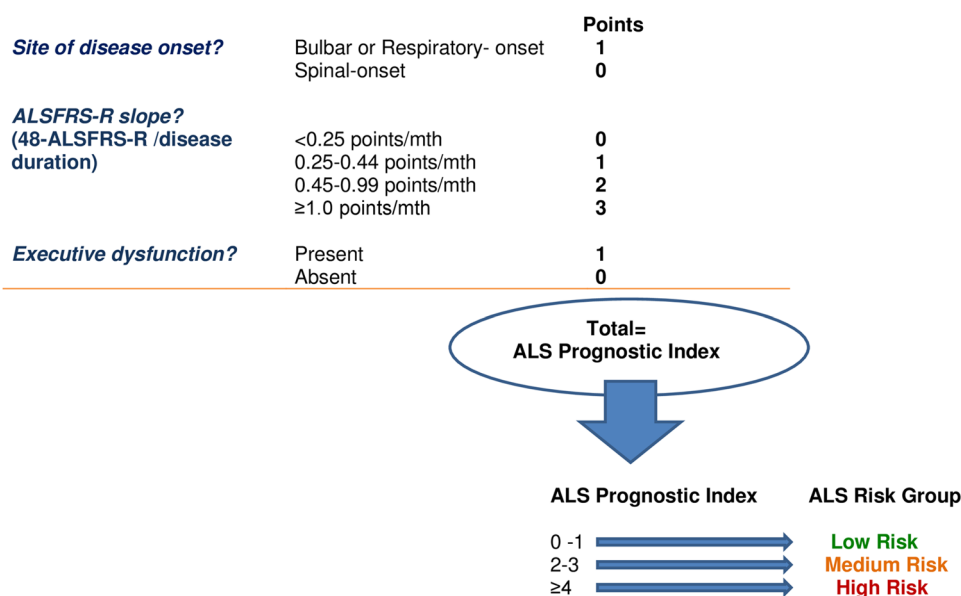 Points
Site of disease onset? Bulbar or Respiratory- onset 1
Spinal-onset 0
ALSFRS-R slope?
(48-ALSFRS-R /disease <0.25 points/mth 0
duration) 0.25-0.44 points/mth 1
0.45-0.99 points/mth 2
≥1.0 points/mth 3
Executive dysfunction? Present 1
Absent 0
Total=
ALS Prognostic Index
ALS Prognostic Index ALS Risk Group
0 -1 Low Risk
2-3 Medium Risk
≥4 High Risk